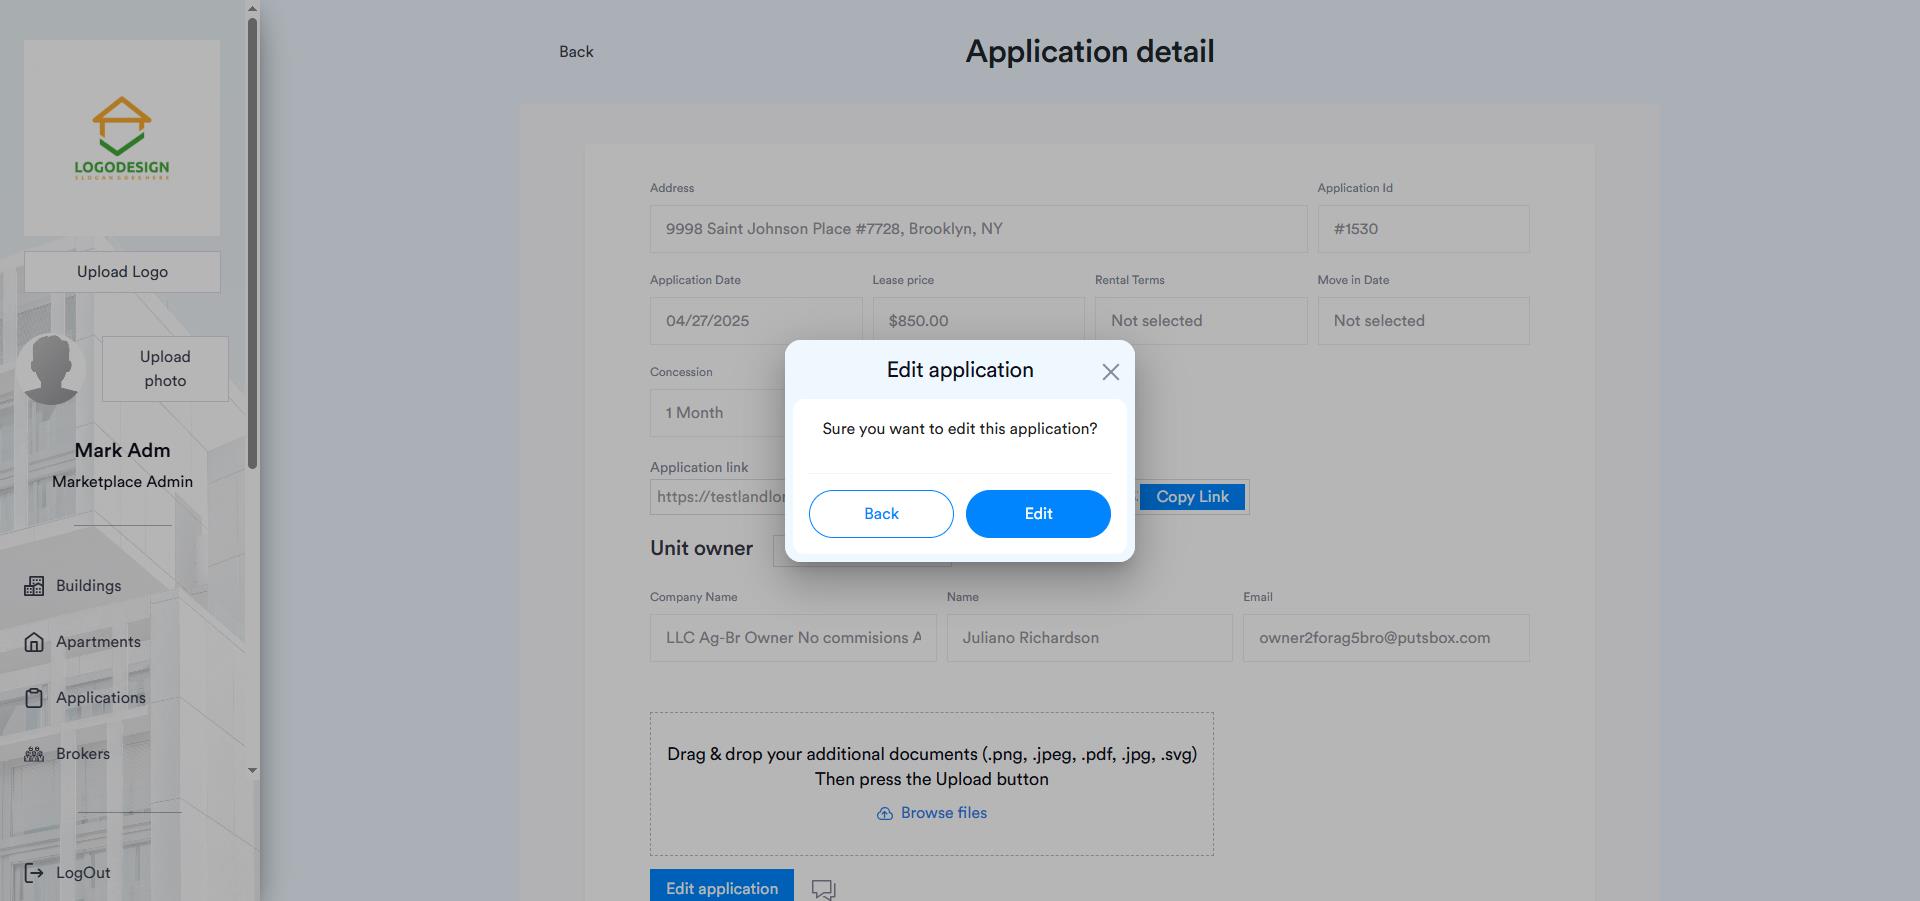 LOGODESIGN
SLOGAN GOES HERE
Upload Logo
Upload
photo
Mark Adm
Marketplace Admin
Buildings
Apartments
Applications
Brokers
LogOut
Back
Application detail
Address
Application Id
9998 Saint Johnson Place #7728, Brooklyn, NY
#1530
Application Date
Lease price
Rental Terms
Move in Date
04/27/2025
$850.00
Not selected
Not selected
Concession
1 Month
Application link
https://testlandlor
Copy Link
Edit application
Sure you want to edit this application?
Back
Edit
Unit owner
Company Name
Name
Email
LLC Ag-Br Owner No commisions A
Juliano Richardson
owner2forag5bro@putsbox.com
Drag & drop your additional documents (.png, .jpeg, .pdf, .jpg, .svg)
Then press the Upload button
Browse files
Edit application